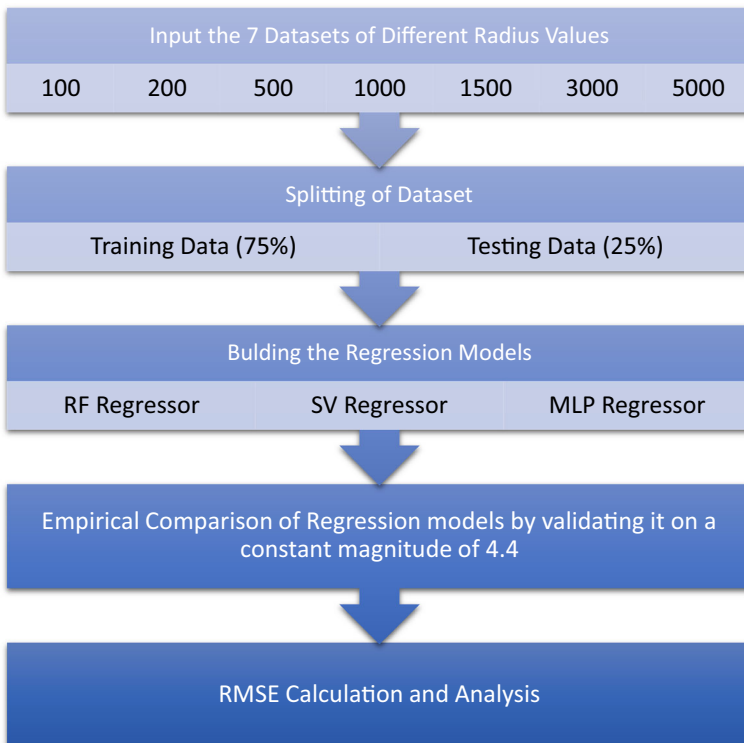 Input the 7 Datasets of Different Radius Values
100 200 500 1000 1500 3000 5000
Splitting of Dataset
Training Data (75%) Testing Data (25%)
Bulding the Regression Models
RF Regressor SV Regressor MLP Regressor
Empirical Comparison of Regression models by validating it on a
constant magnitude of 4.4
RMSE Calculation and Analysis